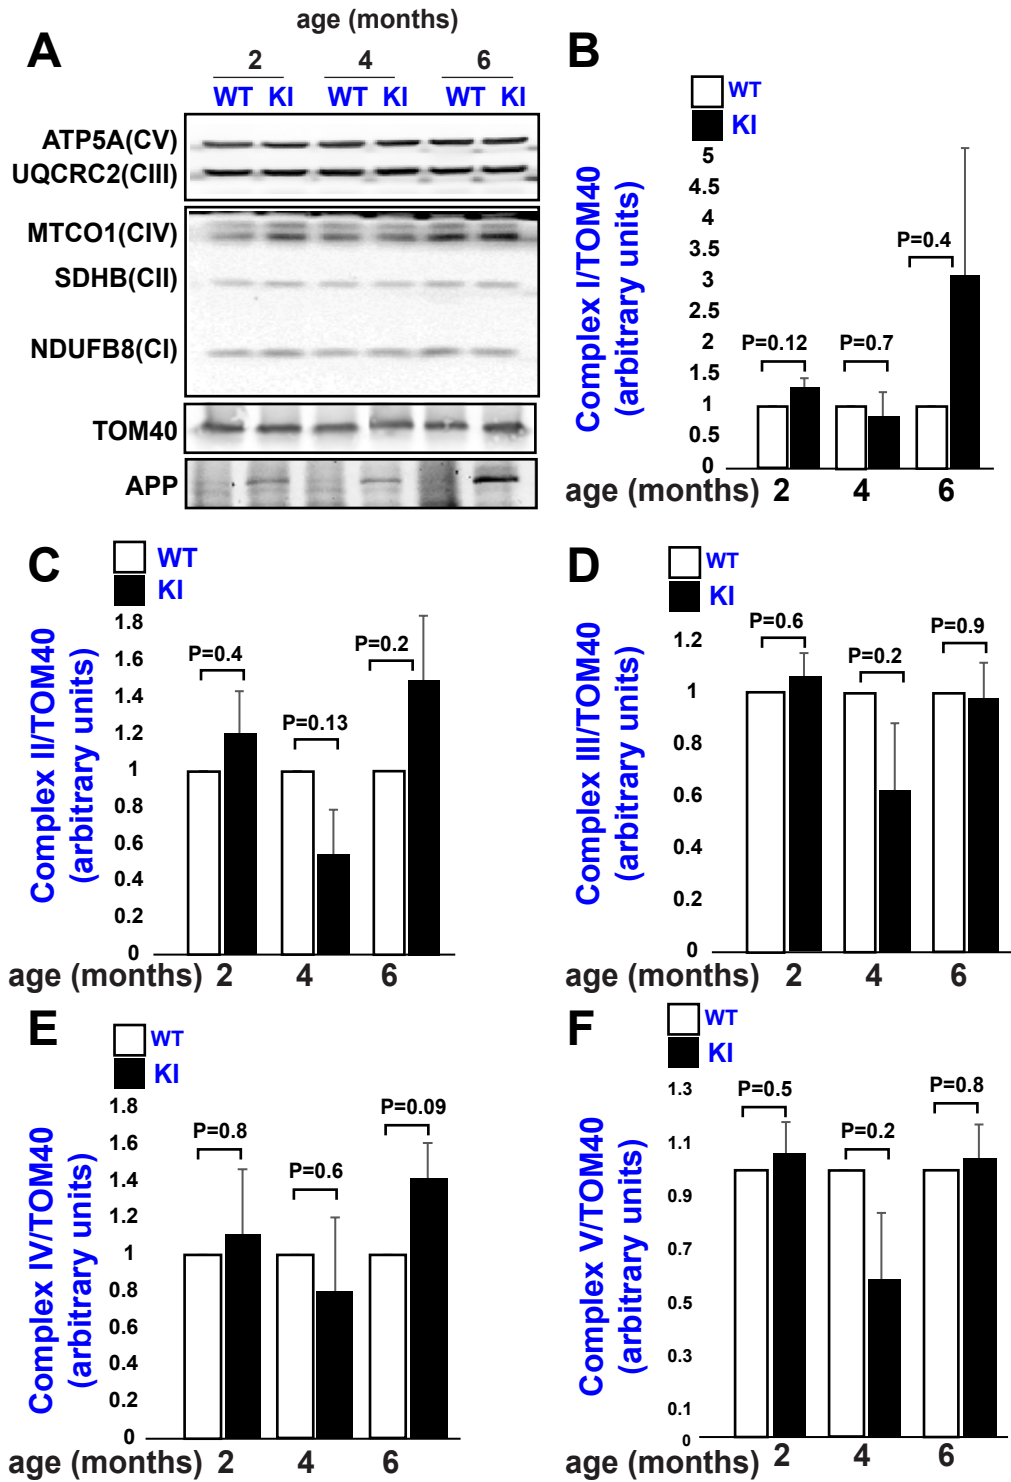 A
age (months)
2 4 6
WT KI WT KI WT KI
ATP5A(CV)
UQCRC2(CIII)
MTCO1(CIV)
SDHB(CII)
NDUFB8(CI)
TOM40
APP
B
WT
KI
Complex I/TOM40
(arbitrary units)
5
4.5
4
3.5
3
2.5
2
1.5
1
0.5
0
P=0.12
P=0.7
P=0.4
age (months) 2 4 6
C
WT
KI
Complex II/TOM40
(arbitrary units)
1.8
1.6
1.4
1.2
1
0.8
0.6
0.4
0.2
0
P=0.4
P=0.13
P=0.2
age (months) 2 4 6
D
WT
KI
Complex III/TOM40
(arbitrary units)
1.2
1
0.8
0.6
0.4
0.2
0
P=0.6
P=0.2
P=0.9
age (months) 2 4 6
E
WT
KI
Complex IV/TOM40
(arbitrary units)
1.8
1.6
1.4
1.2
1
0.8
0.6
0.4
0.2
0
P=0.8
P=0.6
P=0.09
age (months) 2 4 6
F
WT
KI
Complex V/TOM40
(arbitrary units)
1.3
1.1
0.9
0.7
0.5
0.3
0.1
0
P=0.5
P=0.2
P=0.8
age (months) 2 4 6